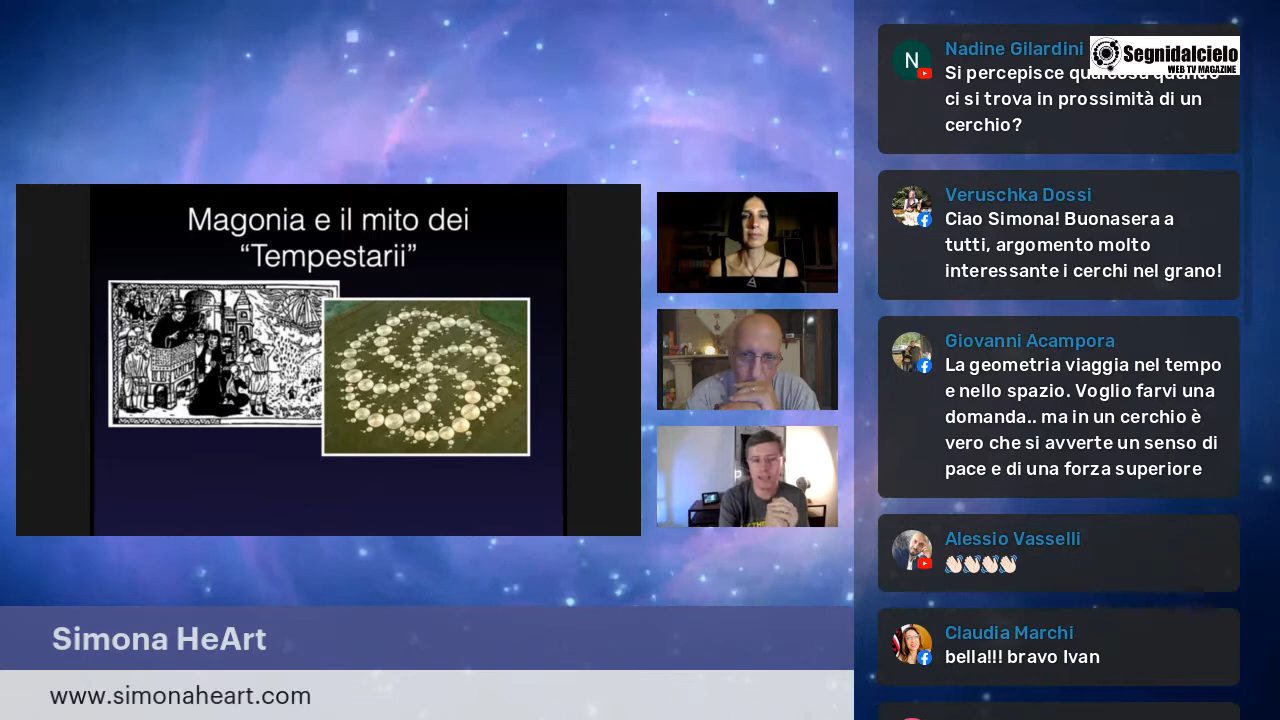 Magonia e il mito dei
“Tempestarii”
Simona HeArt
www.simonaheart.com
Segnidalcielo
WEB TV MAGAZINE
N
Nadine Gilardini
Si percepisce qualcosa quando
ci si trova in prossimità di un
cerchio?
Veruschka Dossi
Ciao Simona! Buonasera a
tutti, argomento molto
interessante i cerchi nel grano!
Giovanni Acampora
La geometria viaggia nel tempo
e nello spazio. Voglio farvi una
domanda.. ma in un cerchio è
vero che si avverte un senso di
pace e di una forza superiore
Alessio Vasselli
👏🏻👏🏻👏🏻👏🏻
Claudia Marchi
bella!!! bravo Ivan